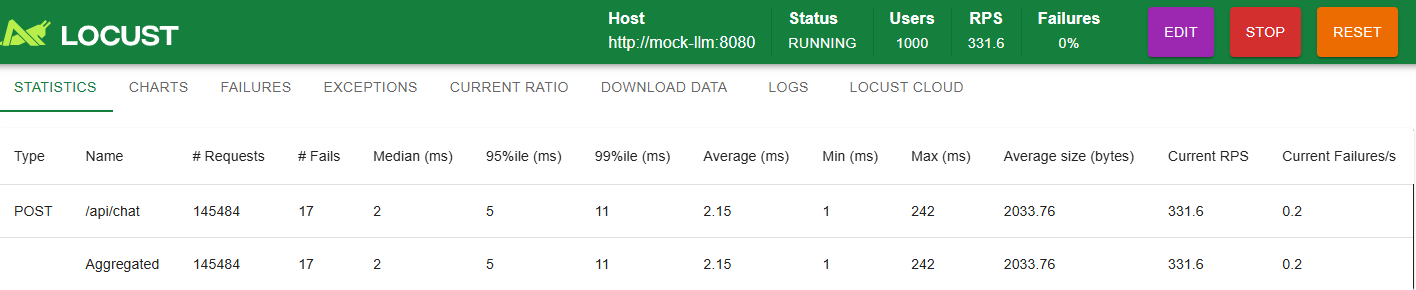 LOCUST
Host Status Users RPS Failures
http://mock-llm:8080 RUNNING 1000 331.6 0%
EDIT STOP RESET
STATISTICS CHARTS FAILURES EXCEPTIONS CURRENT RATIO DOWNLOAD DATA LOGS LOCUST CLOUD
Type Name # Requests # Fails Median (ms) 95%ile (ms) 99%ile (ms) Average (ms) Min (ms) Max (ms) Average size (bytes) Current RPS Current Failures/s
POST /api/chat 145484 17 2 5 11 2.15 1 242 2033.76 331.6 0.2
Aggregated 145484 17 2 5 11 2.15 1 242 2033.76 331.6 0.2